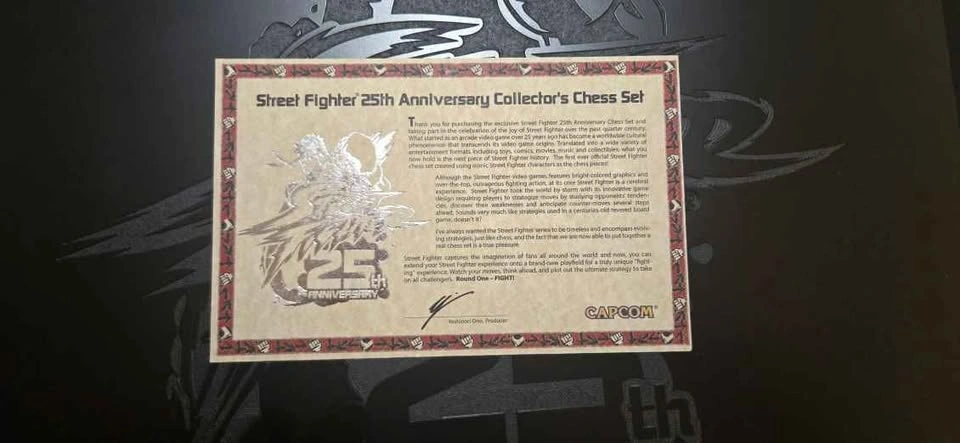 Street Fighter® 25th Anniversary Collector's Chess Set
Thank you for purchasing the exclusive Street Fighter 25th Anniversary Chess Set and
taking part in the celebration of the joy of Street Fighter over the past quarter century.
What started as an arcade video game over 25 years ago has become a worldwide cultural
phenomenon that transcends its video game origins. Translated into a wide variety of
entertainment formats including toys, comics, movies, music and collectibles, what you
now hold is the next piece of Street Fighter history. The first ever official Street Fighter
chess set created using iconic Street Fighter characters as the chess pieces!
Although the Street Fighter video games features bright-colored graphics and
over-the-top, outrageous fighting action, at its core Street Fighter is a cerebral
experience. Street Fighter took the world by storm with its innovative game
design requiring players to strategize moves by studying opponents' tenden-
cies, discover their weaknesses and anticipate counter-moves several steps
ahead. Sounds very much like strategies used in a centuries-old revered board
game, doesn't it?
I've always wanted the Street Fighter series to be timeless and encompass evolv-
ing strategies, just like chess, and the fact that we are now able to put together a
real chess set is a true pleasure.
Street Fighter captures the imagination of fans all around the world and now, you can
extend your Street Fighter experience onto a brand-new playfield for a truly unique "fight-
ing" experience. Watch your moves, think ahead, and plot out the ultimate strategy to take
on all challengers. Round One – FIGHT!
25th
ANNIVERSARY
Yoshinori Ono, Producer
CAPCOM®
th